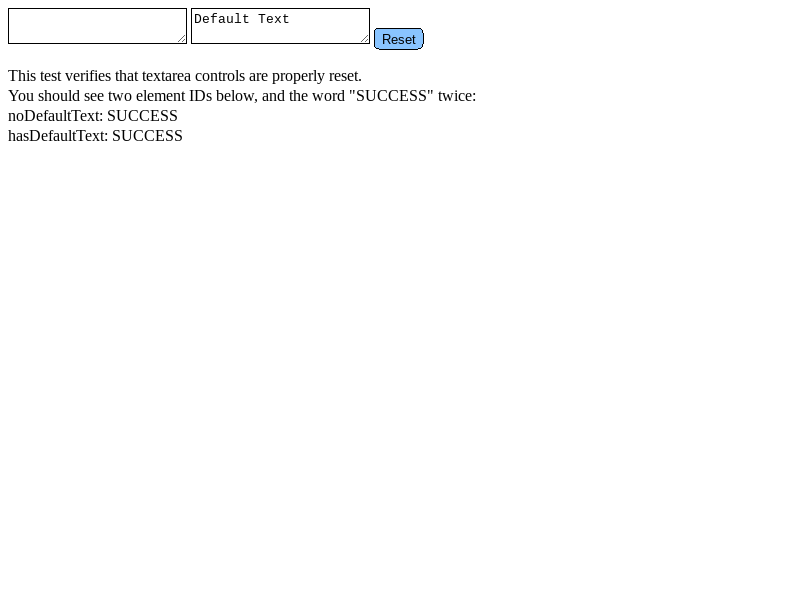 Default Text
Reset
This test verifies that textarea controls are properly reset.
You should see two element IDs below, and the word "SUCCESS" twice:
noDefaultText: SUCCESS
hasDefaultText: SUCCESS